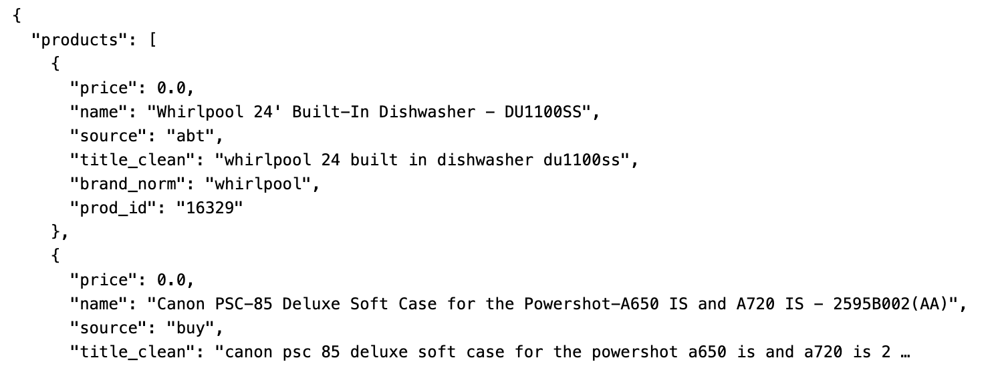 {
"products": [
{
"price": 0.0,
"name": "Whirlpool 24' Built-In Dishwasher - DU1100SS",
"source": "abt",
"title_clean": "whirlpool 24 built in dishwasher du1100ss",
"brand_norm": "whirlpool",
"prod_id": "16329"
},
{
"price": 0.0,
"name": "Canon PSC-85 Deluxe Soft Case for the Powershot-A650 IS and A720 IS - 2595B002(AA)",
"source": "buy",
"title_clean": "canon psc 85 deluxe soft case for the powershot a650 is and a720 is 2 …